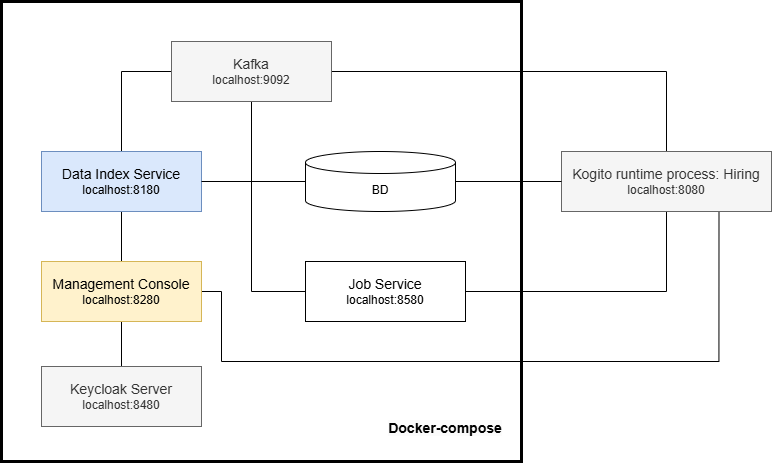 Kafka
localhost:9092
Data Index Service
localhost:8180
BD
Kogito runtime process: Hiring
localhost:8080
Management Console
localhost:8280
Job Service
localhost:8580
Keycloak Server
localhost:8480
Docker-compose